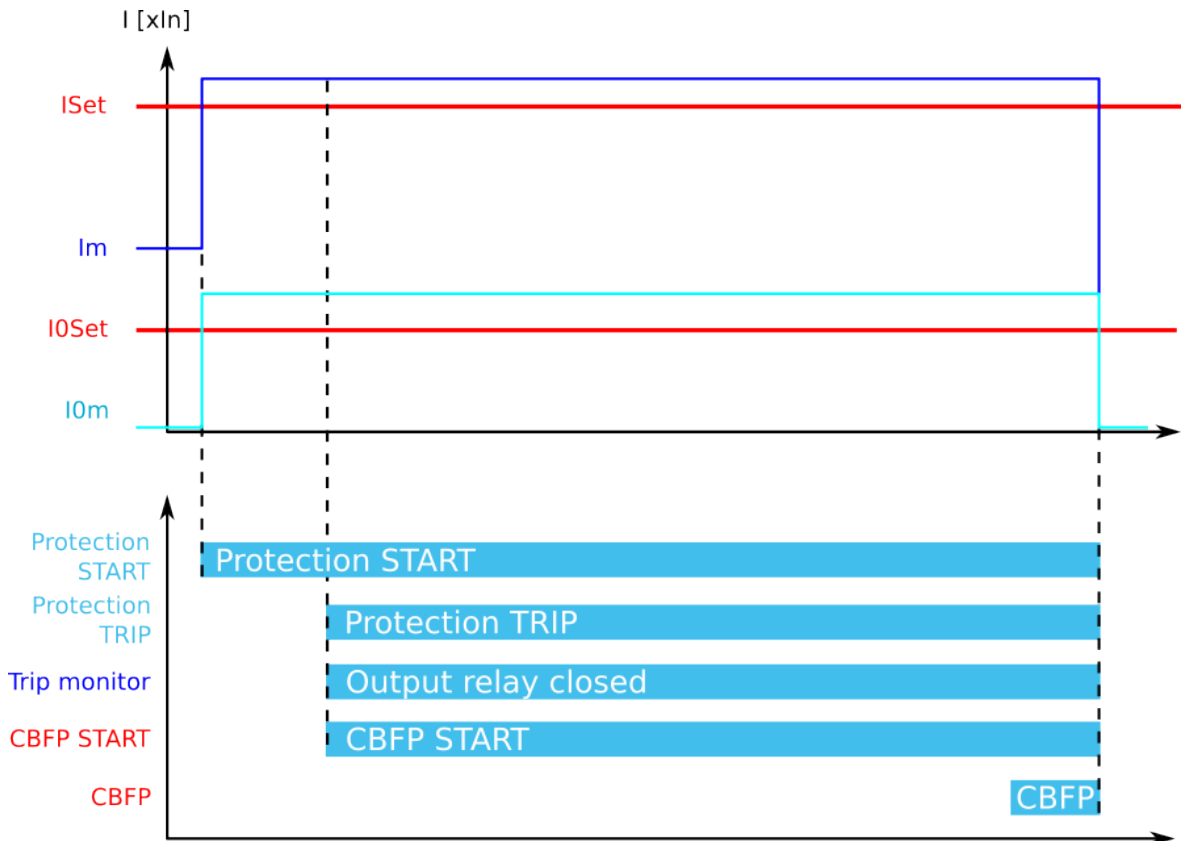 I [xIn]
ISet
Im
I0Set
I0m
Protection
START
Protection START
Protection
TRIP
Protection TRIP
Trip monitor
Output relay closed
CBFP START
CBFP START
CBFP
CBFP